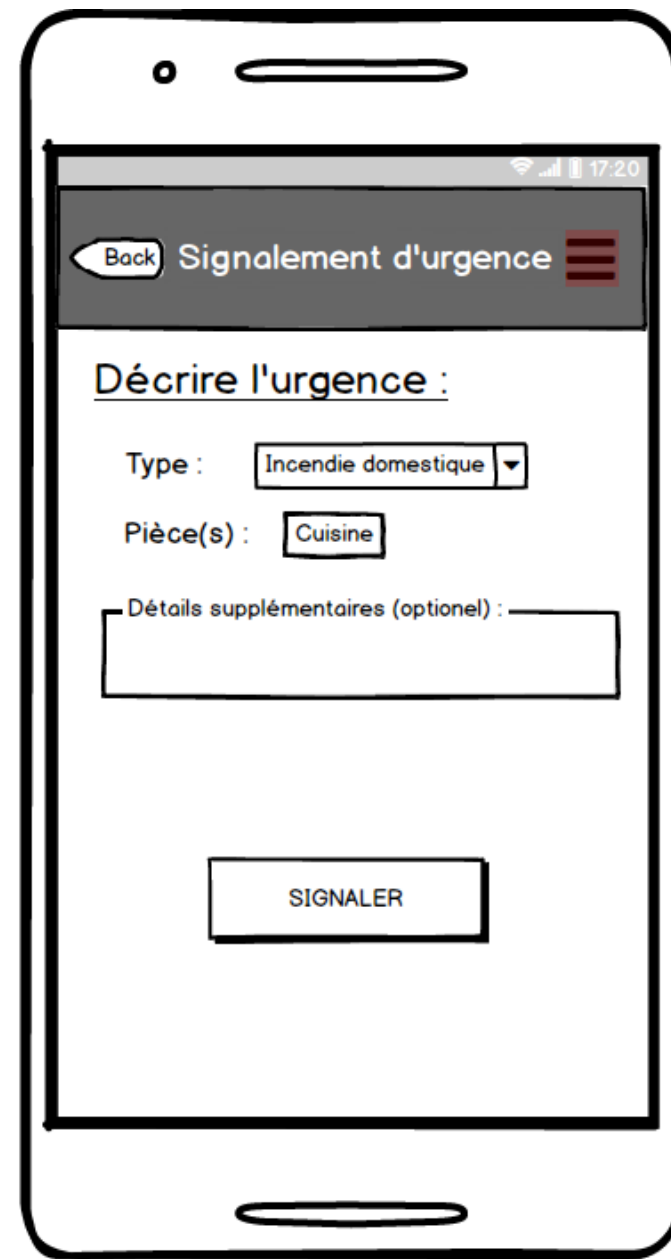 17:20
Back Signalement d'urgence
Décrire l'urgence :
Type : Incendie domestique
Pièce(s) : Cuisine
Détails supplémentaires (optionel) :
SIGNALER